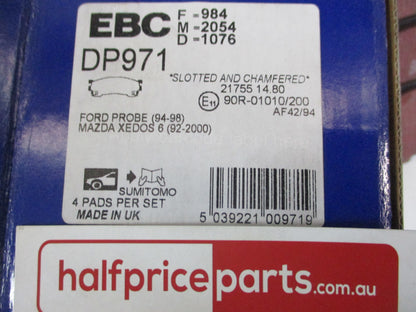 EBC
F -984
M -2054
D -1076
DP971
"SLOTTED AND CHAMFERED"
21755 14.80
E11 90R-01010/200
AF42/94
FORD PROBE (94-98)
MAZDA XEDOS 6 (92-2000)
SUMITOMO
4 PADS PER SET
MADE IN UK
5 039221 009719
halfpriceparts.com.au